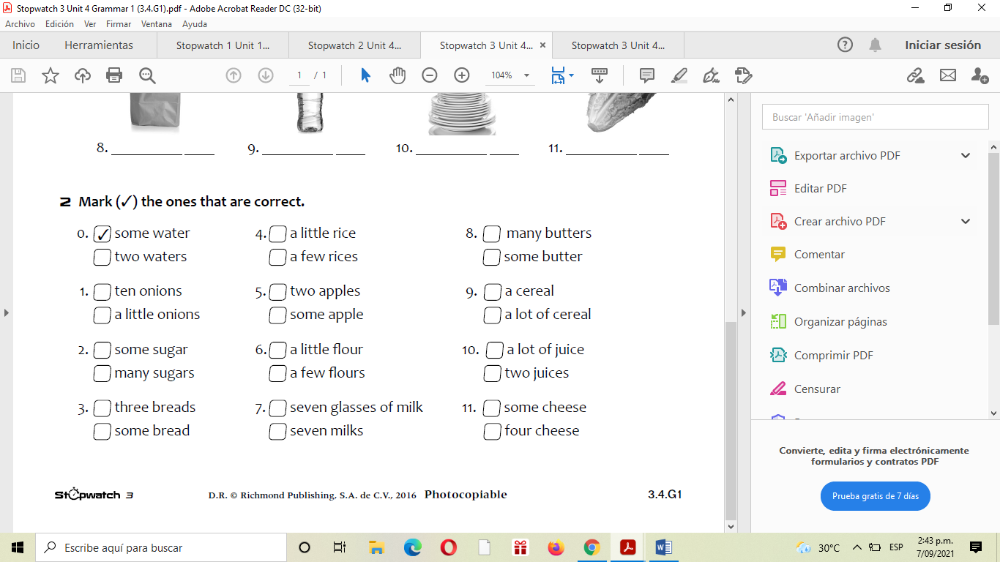 Stopwatch 3 Unit 4 Grammar 1 (3.4.G1).pdf - Adobe Acrobat Reader DC (32-bit)
Archivo Edición Ver Firmar Ventana Ayuda
Inicio Herramientas Stopwatch 1 Unit 1... Stopwatch 2 Unit 4... Stopwatch 3 Unit 4... × Stopwatch 3 Unit 4... ? Iniciar sesión
1 / 1 104%
8. __________ ____ 9. __________ ____ 10. __________ ____ 11. __________ ____
2 Mark (✓) the ones that are correct.
0. ✓ some water
two waters
1. ten onions
a little onions
2. some sugar
many sugars
3. three breads
some bread
4. a little rice
a few rices
5. two apples
some apple
6. a little flour
a few flours
7. seven glasses of milk
seven milks
8. many butters
some butter
9. a cereal
a lot of cereal
10. a lot of juice
two juices
11. some cheese
four cheese
Stopwatch 3 D.R. © Richmond Publishing, S.A. de C.V., 2016 Photocopiable 3.4.G1
Buscar 'Añadir imagen'
Exportar archivo PDF
Editar PDF
Crear archivo PDF
Comentar
Combinar archivos
Organizar páginas
Comprimir PDF
Censurar
Convierte, edita y firma electrónicamente
formularios y contratos PDF
Prueba gratis de 7 días
Escribe aquí para buscar
30°C ESP 2:43 p.m.
7/09/2021